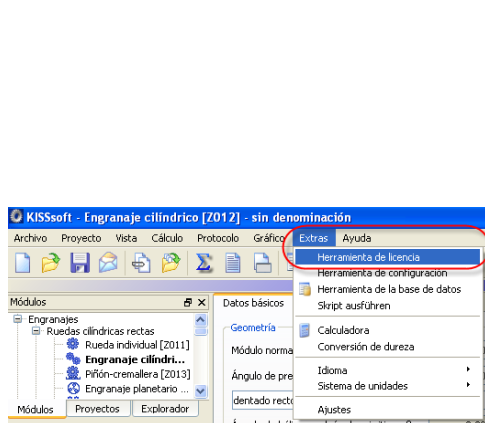 KISSsoft - Engranaje cilíndrico [Z012] - sin denominación
Archivo Proyecto Vista Cálculo Protocolo Gráfico Extras Ayuda
Herramienta de licencia
Herramienta de configuración
Herramienta de la base de datos
Skript ausführen
Calculadora
Conversión de dureza
Idioma
Sistema de unidades
Ajustes
Módulos
Engranajes
Ruedas cilíndricas rectas
Rueda individual [Z011]
Engranaje cilíndri...
Piñón-cremallera [Z013]
Engranaje planetario ...
Módulos Proyectos Explorador
Datos básicos
Geometría
Módulo norma
Ángulo de pre
dentado recto